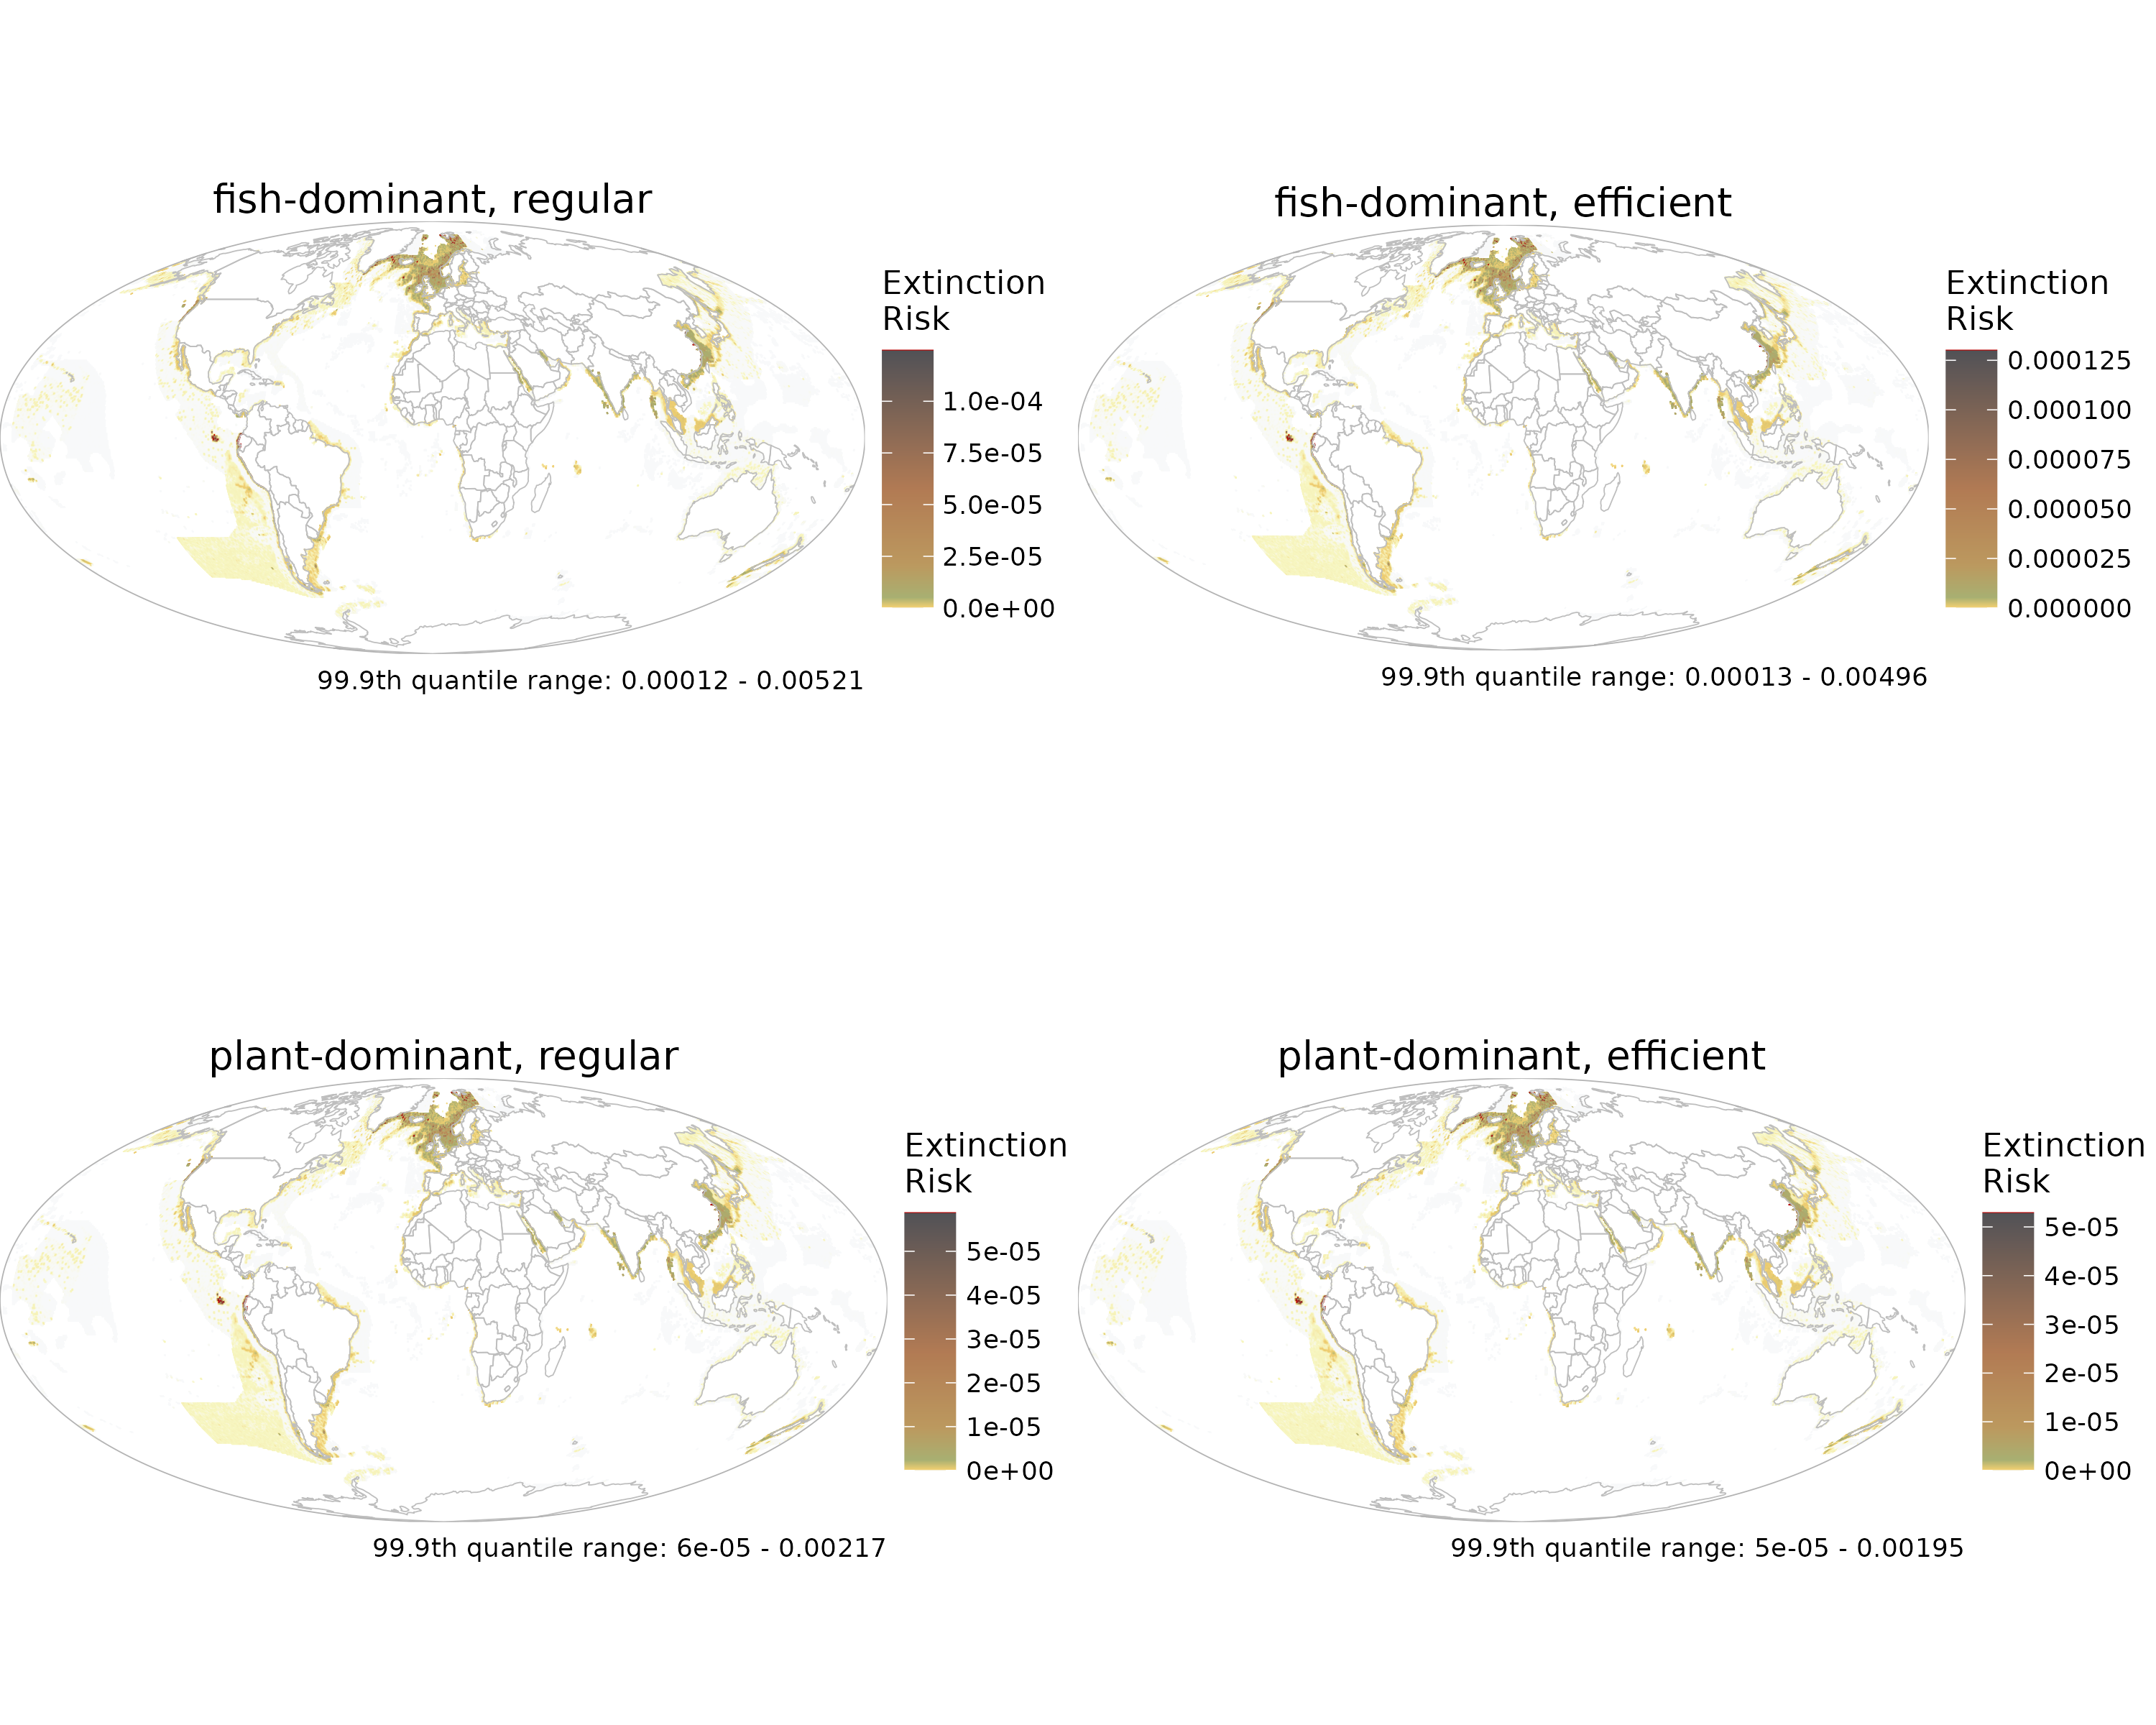 fish-dominant, regular
Extinction
Risk
1.0e-04
7.5e-05
5.0e-05
2.5e-05
0.0e+00
99.9th quantile range: 0.00012 - 0.00521
fish-dominant, efficient
Extinction
Risk
0.000125
0.000100
0.000075
0.000050
0.000025
0.000000
99.9th quantile range: 0.00013 - 0.00496
plant-dominant, regular
Extinction
Risk
5e-05
4e-05
3e-05
2e-05
1e-05
0e+00
99.9th quantile range: 6e-05 - 0.00217
plant-dominant, efficient
Extinction
Risk
5e-05
4e-05
3e-05
2e-05
1e-05
0e+00
99.9th quantile range: 5e-05 - 0.00195